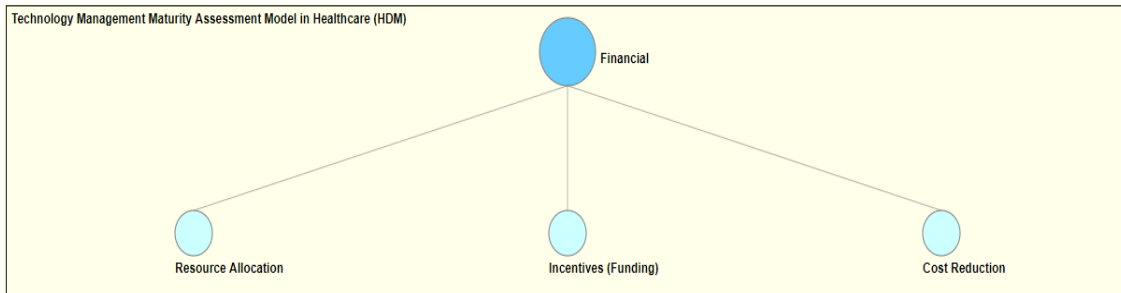 Technology Management Maturity Assessment Model in Healthcare (HDM)
Financial
Resource Allocation
Incentives (Funding)
Cost Reduction